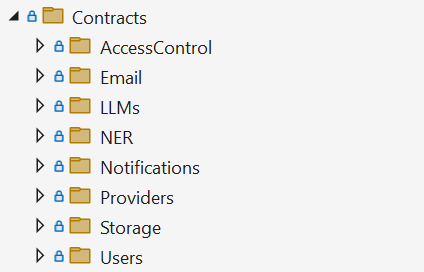 Contracts
AccessControl
Email
LLMs
NER
Notifications
Providers
Storage
Users